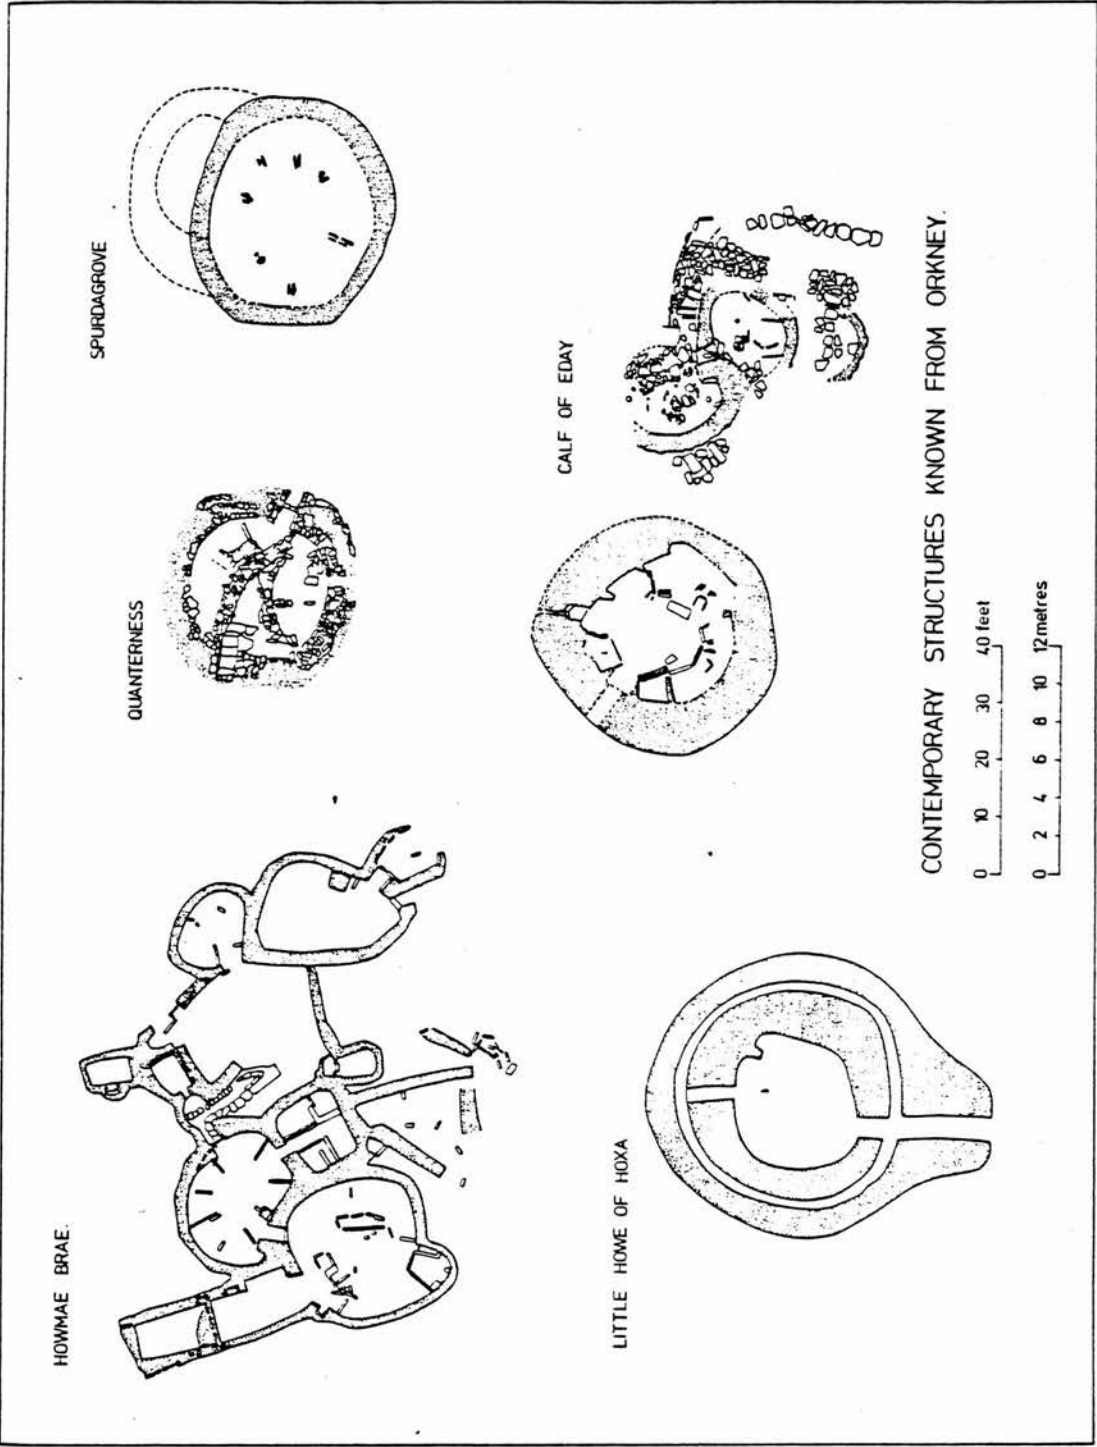 HOWMAE BRAE.
QUANTERNESS
SPURDAGROVE
LITTLE HOWE OF HOXA
CALF OF EDAY
CONTEMPORARY STRUCTURES KNOWN FROM ORKNEY.
0 10 20 30 40 feet
0 2 4 6 8 10 12 metres